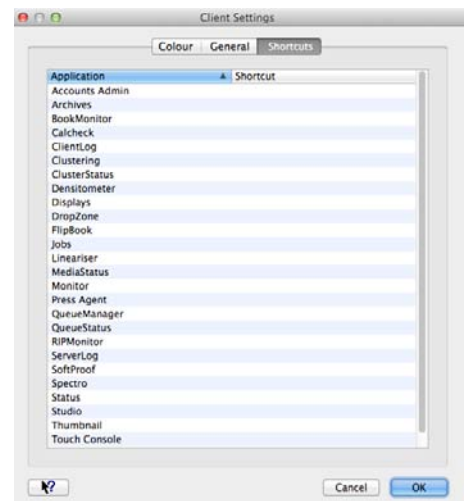 Client Settings
Colour General Shortcuts
Application Shortcut
Accounts Admin
Archives
BookMonitor
Calcheck
ClientLog
Clustering
ClusterStatus
Densitometer
Displays
DropZone
FlipBook
Jobs
Lineariser
MediaStatus
Monitor
Press Agent
QueueManager
QueueStatus
RIPMonitor
ServerLog
SoftProof
Spectro
Status
Studio
Thumbnail
Touch Console
? Cancel OK